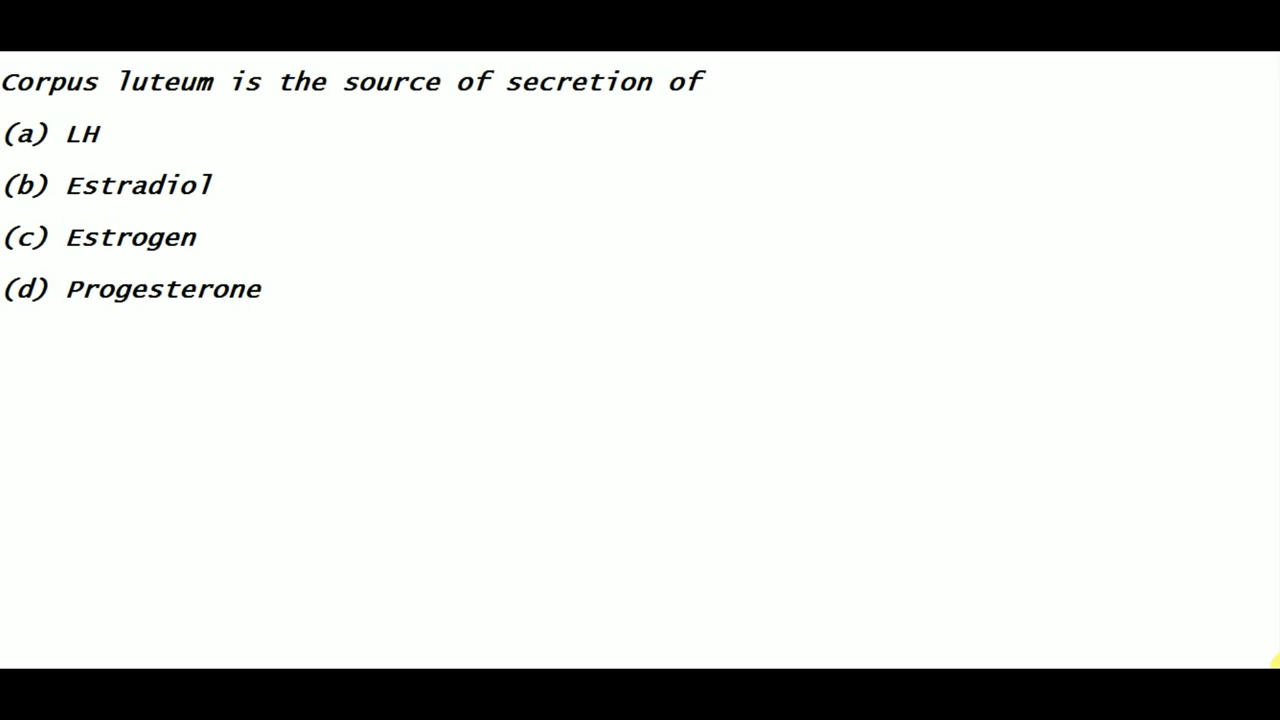 Corpus luteum is the source of secretion of
(a) LH
(b) Estradiol
(c) Estrogen
(d) Progesterone